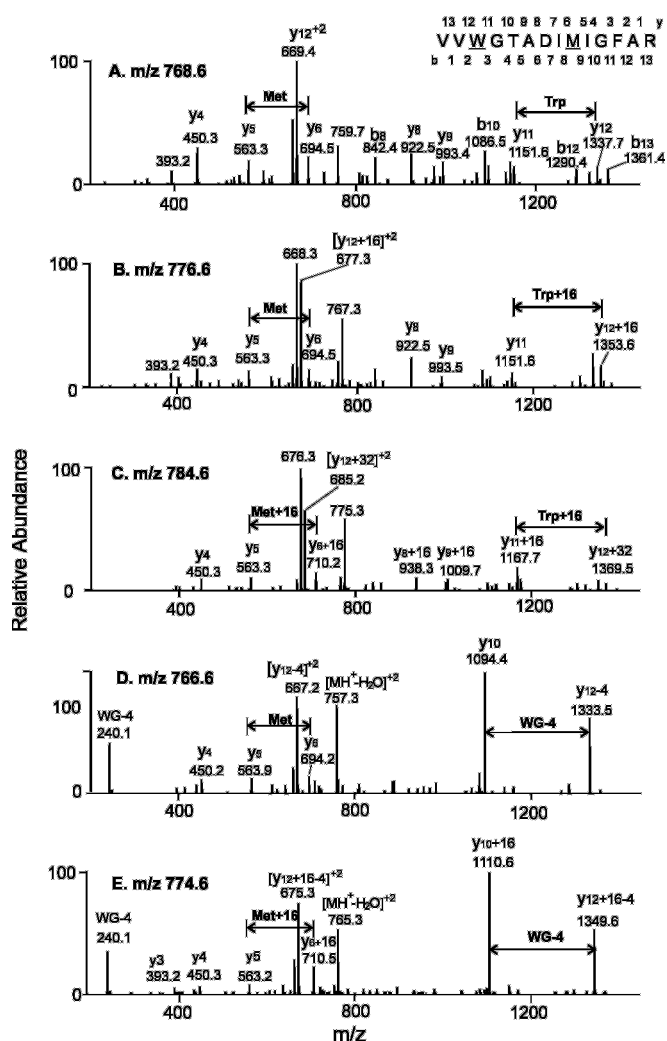 13 12 11 10 9 8 7 6 5 4 3 2 1 y
V V W G T A D I M I G F A R
b 1 2 3 4 5 6 7 8 9 10 11 12 13
Relative Abundance
A. m/z 768.6
100
0
y12+2
669.4
Met
Trp
393.2
y4
450.3
y5
563.3
y6
694.5
759.7
b8
842.4
y8
922.5
y9
993.4
b10
1086.5
y11
1151.6
b12
1290.4
y12
1337.7
b13
1361.4
400 800 1200
B. m/z 776.6
100
0
668.3
[y12+16]+2
677.3
Met
Trp+16
393.2
y4
450.3
y5
563.3
y6
694.5
767.3
y8
922.5
y9
993.5
y11
1151.6
y12+16
1353.6
400 800 1200
C. m/z 784.6
100
0
676.3
[y12+32]+2
685.2
Met+16
Trp+16
y4
450.3
y5
563.3
y6+16
710.2
775.3
y8+16
938.3
y9+16
1009.7
y11+16
1167.7
y12+32
1369.5
400 800 1200
D. m/z 766.6
100
0
WG-4
240.1
[y12-4]+2
667.2
[MH+-H2O]+2
757.3
Met
y4
450.2
y5
563.9
y6
694.2
y10
1094.4
WG-4
y12-4
1333.5
400 800 1200
E. m/z 774.6
100
0
WG-4
240.1
[y12+16-4]+2
675.3
[MH+-H2O]+2
765.3
Met+16
y3
393.2
y4
450.3
y5
563.2
y6+16
710.5
y10+16
1110.6
WG-4
y12+16-4
1349.6
400 800 1200
m/z